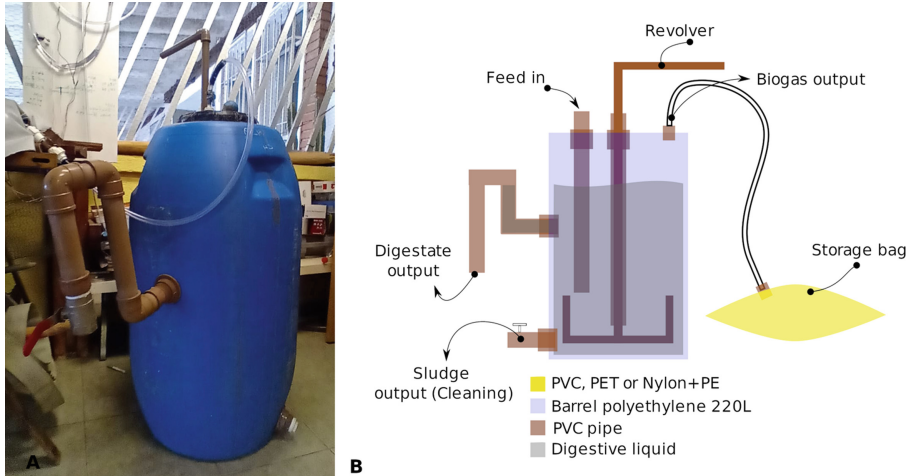 A
Revolver
Feed in
Biogas output
Digestate
output
Storage bag
Sludge
output (Cleaning)
PVC, PET or Nylon+PE
Barrel polyethylene 220L
PVC pipe
Digestive liquid
B